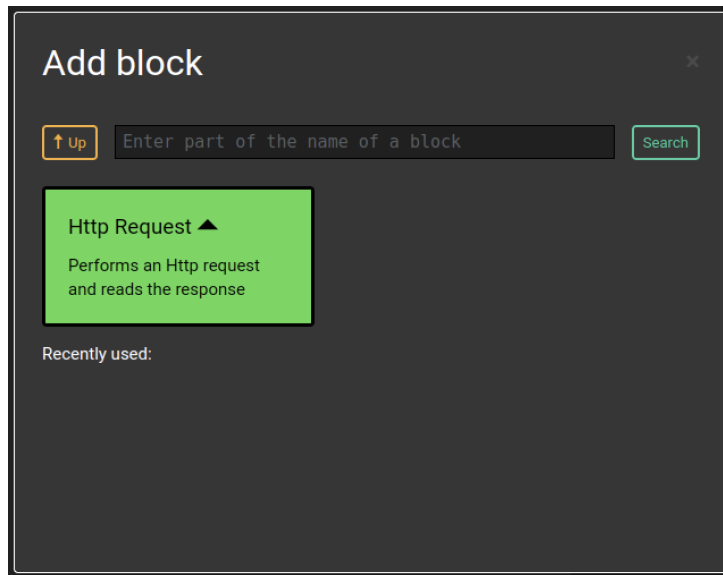 Add block
×
↑ Up
Enter part of the name of a block
Search
Http Request
Performs an Http request
and reads the response
Recently used: